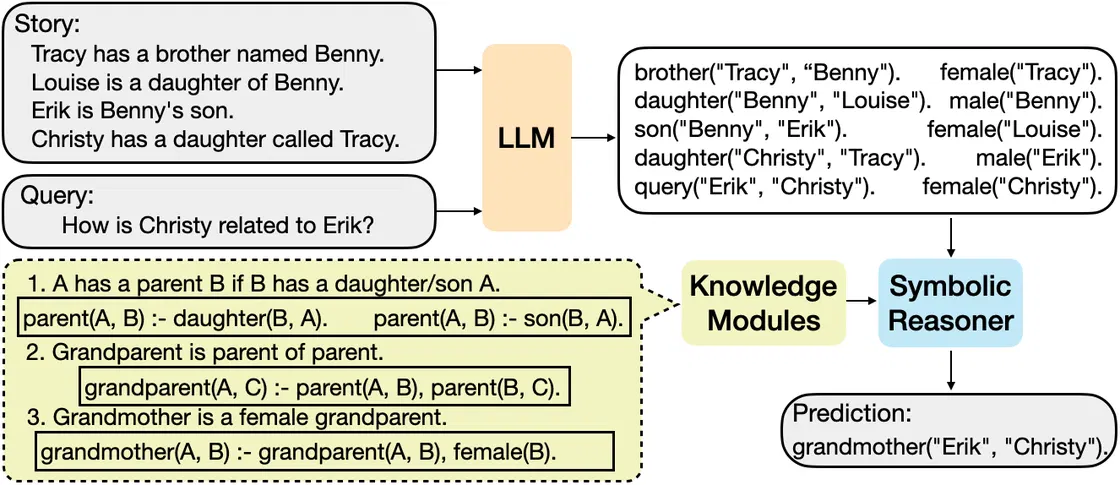 Story:
Tracy has a brother named Benny.
Louise is a daughter of Benny.
Erik is Benny's son.
Christy has a daughter called Tracy.
Query:
How is Christy related to Erik?
LLM
brother("Tracy", “Benny"). female("Tracy").
daughter("Benny", "Louise"). male("Benny").
son("Benny", "Erik"). female("Louise").
daughter("Christy", "Tracy"). male("Erik").
query("Erik", "Christy"). female("Christy").
1. A has a parent B if B has a daughter/son A.
parent(A, B) :- daughter(B, A). parent(A, B) :- son(B, A).
2. Grandparent is parent of parent.
grandparent(A, C) :- parent(A, B), parent(B, C).
3. Grandmother is a female grandparent.
grandmother(A, B) :- grandparent(A, B), female(B).
Knowledge
Modules
Symbolic
Reasoner
Prediction:
grandmother("Erik", "Christy").